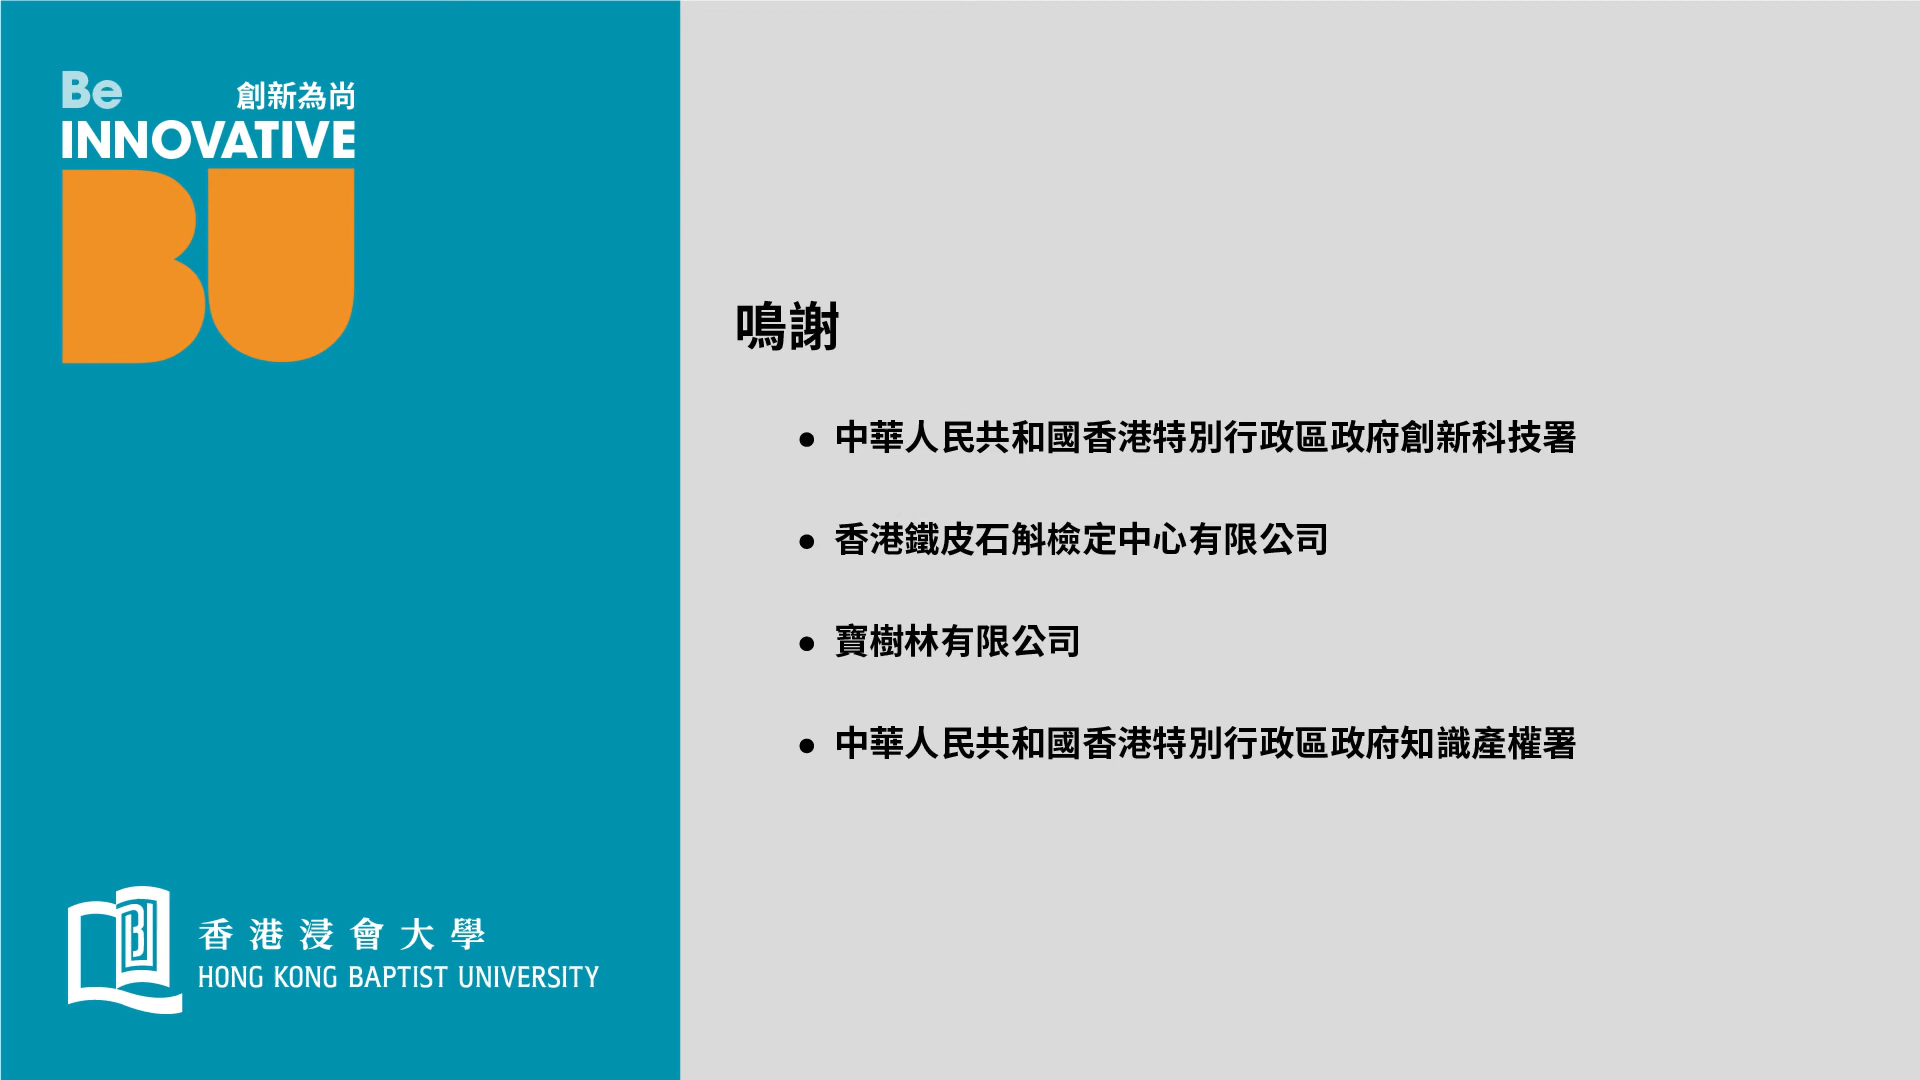 Be
創新為尚
INNOVATIVE
BU
鳴謝
● 中華人民共和國香港特別行政區政府創新科技署
● 香港鐵皮石斛檢定中心有限公司
● 寶樹林有限公司
● 中華人民共和國香港特別行政區政府知識產權署
香港浸會大學
HONG KONG BAPTIST UNIVERSITY